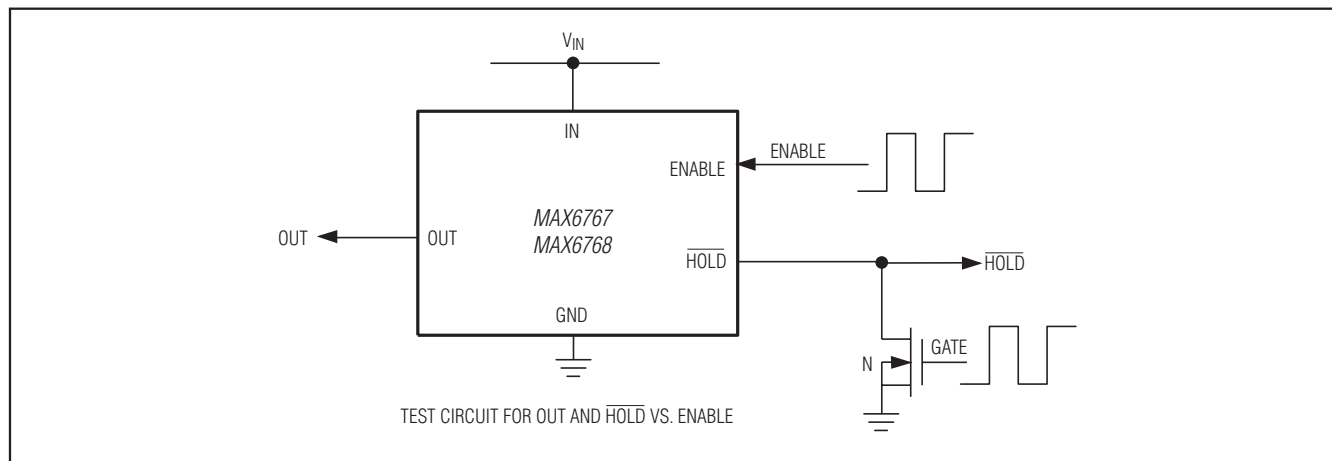 VIN
IN
ENABLE
ENABLE
MAX6767
MAX6768
OUT
OUT
HOLD
HOLD
GND
GATE
N
TEST CIRCUIT FOR OUT AND HOLD VS. ENABLE